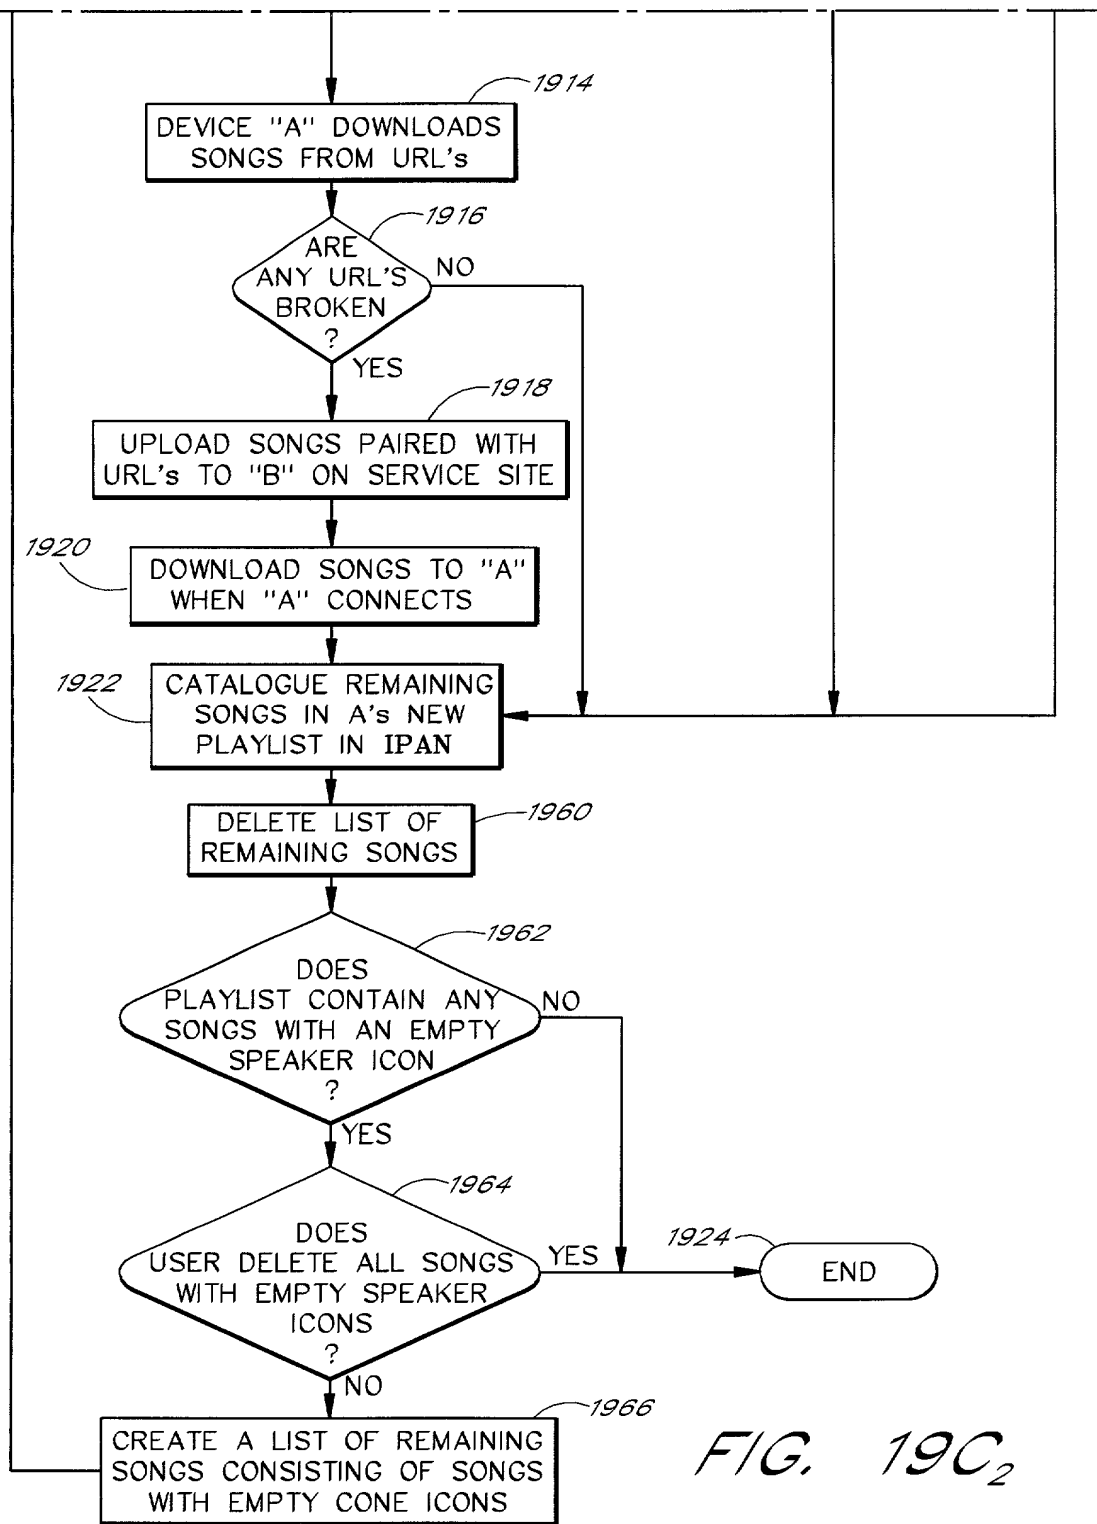 1914
DEVICE "A" DOWNLOADS
SONGS FROM URL's
1916
ARE
ANY URL'S
BROKEN
?
NO
YES
1918
UPLOAD SONGS PAIRED WITH
URL's TO "B" ON SERVICE SITE
1920
DOWNLOAD SONGS TO "A"
WHEN "A" CONNECTS
1922
CATALOGUE REMAINING
SONGS IN A's NEW
PLAYLIST IN IPAN
1960
DELETE LIST OF
REMAINING SONGS
1962
DOES
PLAYLIST CONTAIN ANY
SONGS WITH AN EMPTY
SPEAKER ICON
?
NO
YES
1964
DOES
USER DELETE ALL SONGS
WITH EMPTY SPEAKER
ICONS
?
YES
1924
END
NO
1966
CREATE A LIST OF REMAINING
SONGS CONSISTING OF SONGS
WITH EMPTY CONE ICONS
FIG. 19C2